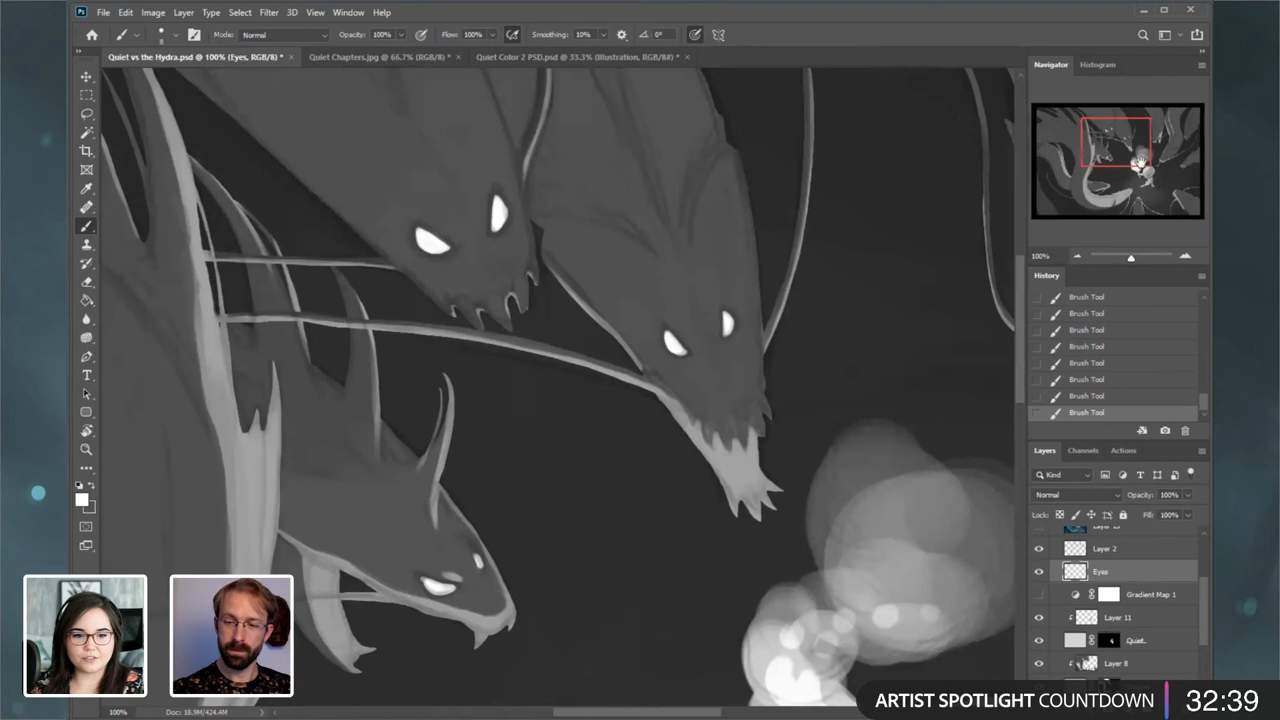 Ps File Edit Image Layer Type Select Filter 3D View Window Help
8 Mode: Normal Opacity: 100% Flow: 100% Smoothing: 10% 0°
Quiet vs the Hydra.psd @ 100% (Eyes, RGB/8) * × Quiet Chapters.jpg @ 66.7% (RGB/8) * × Quiet Color 2 PSD.psd @ 33.3% (Illustration, RGB/8#) * ×
Navigator Histogram
100%
History
Brush Tool
Brush Tool
Brush Tool
Brush Tool
Brush Tool
Brush Tool
Brush Tool
Brush Tool
Layers Channels Actions
Kind
Normal Opacity: 100%
Lock: Fill: 100%
Layer 2
Eyes
Gradient Map 1
Layer 11
Quiet
Layer 8
100% Doc: 18.9M/424.4M
ARTIST SPOTLIGHT COUNTDOWN 32:39